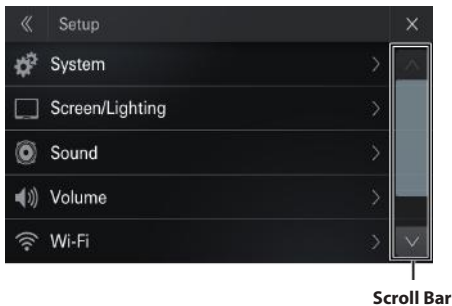 Setup
System
Screen/Lighting
Sound
Volume
Wi-Fi
Scroll Bar